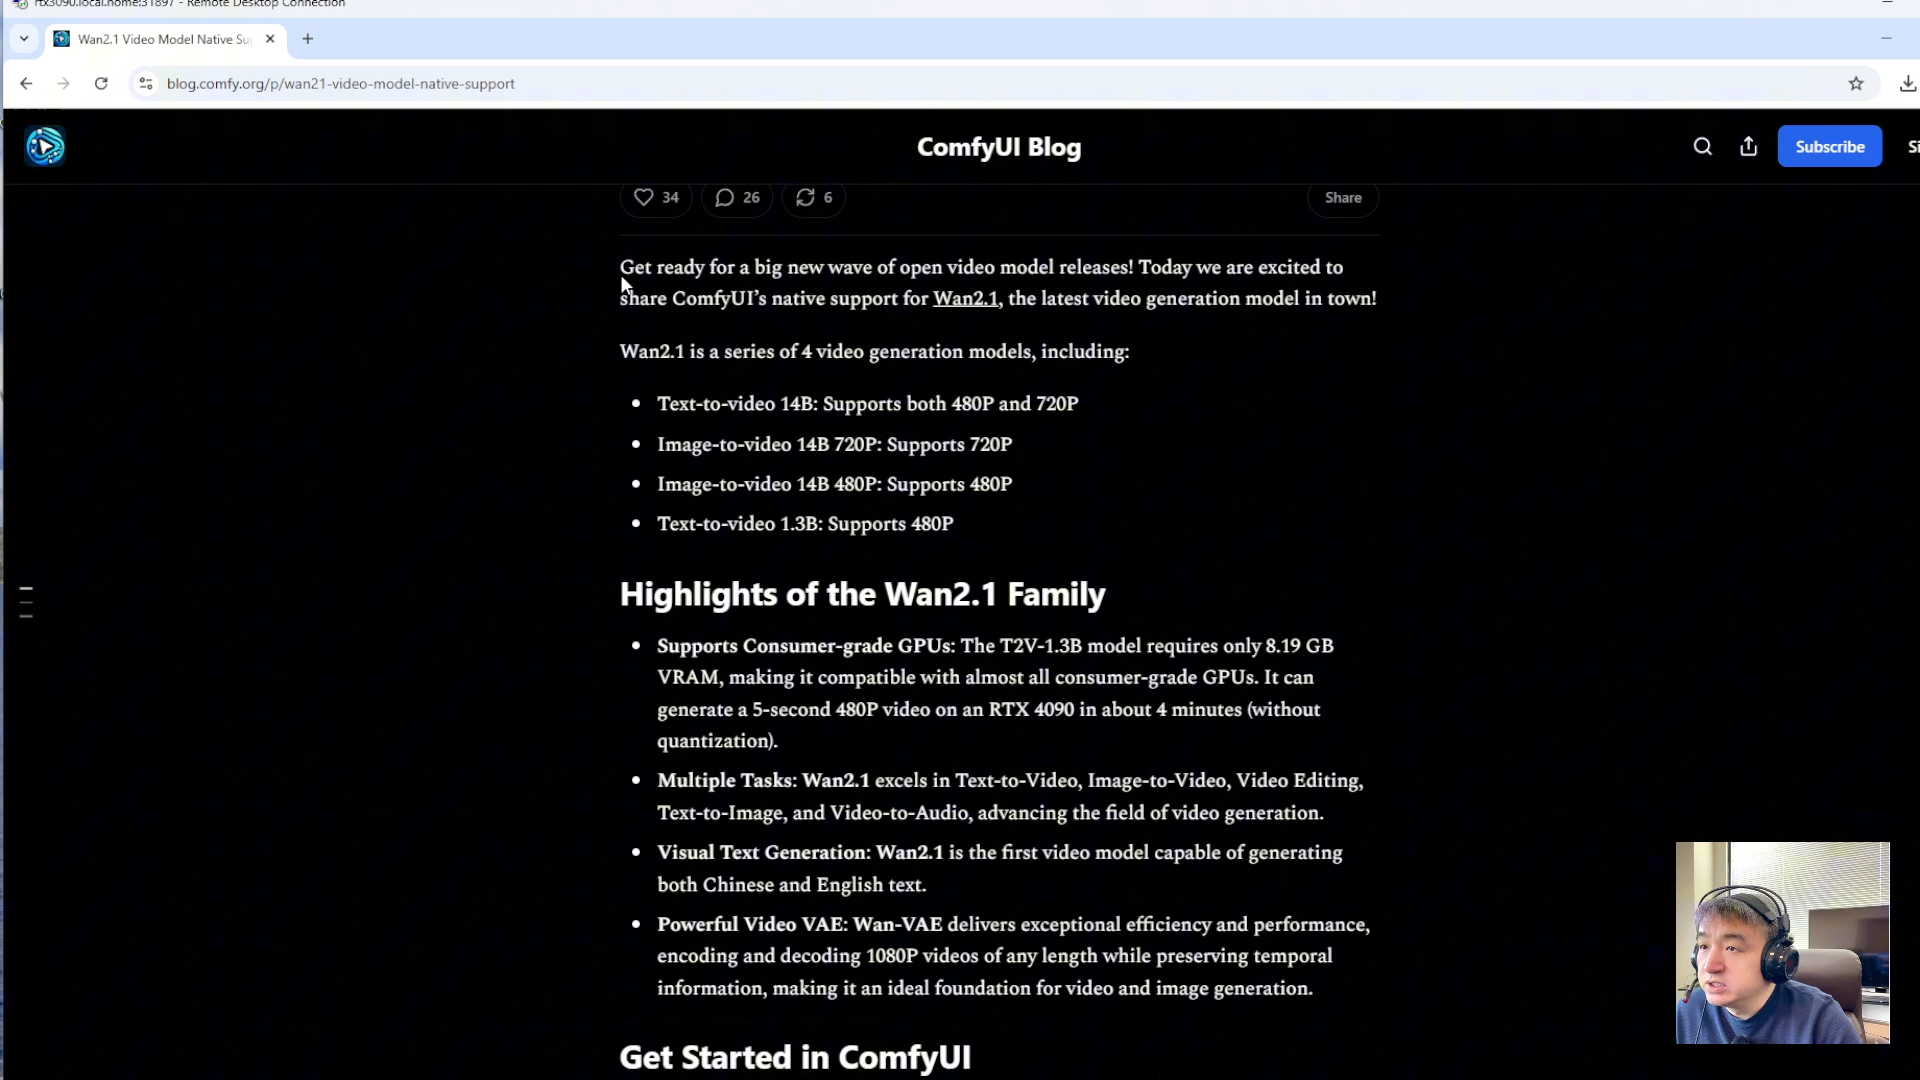 rtx3090.local.home:31897 - Remote Desktop Connection
Wan2.1 Video Model Native Su
blog.comfy.org/p/wan21-video-model-native-support
ComfyUI Blog
Subscribe
Si
34
26
6
Share
Get ready for a big new wave of open video model releases! Today we are excited to
share ComfyUI’s native support for Wan2.1, the latest video generation model in town!
Wan2.1 is a series of 4 video generation models, including:
• Text-to-video 14B: Supports both 480P and 720P
• Image-to-video 14B 720P: Supports 720P
• Image-to-video 14B 480P: Supports 480P
• Text-to-video 1.3B: Supports 480P
Highlights of the Wan2.1 Family
• Supports Consumer-grade GPUs: The T2V-1.3B model requires only 8.19 GB
VRAM, making it compatible with almost all consumer-grade GPUs. It can
generate a 5-second 480P video on an RTX 4090 in about 4 minutes (without
quantization).
• Multiple Tasks: Wan2.1 excels in Text-to-Video, Image-to-Video, Video Editing,
Text-to-Image, and Video-to-Audio, advancing the field of video generation.
• Visual Text Generation: Wan2.1 is the first video model capable of generating
both Chinese and English text.
• Powerful Video VAE: Wan-VAE delivers exceptional efficiency and performance,
encoding and decoding 1080P videos of any length while preserving temporal
information, making it an ideal foundation for video and image generation.
Get Started in ComfyUI